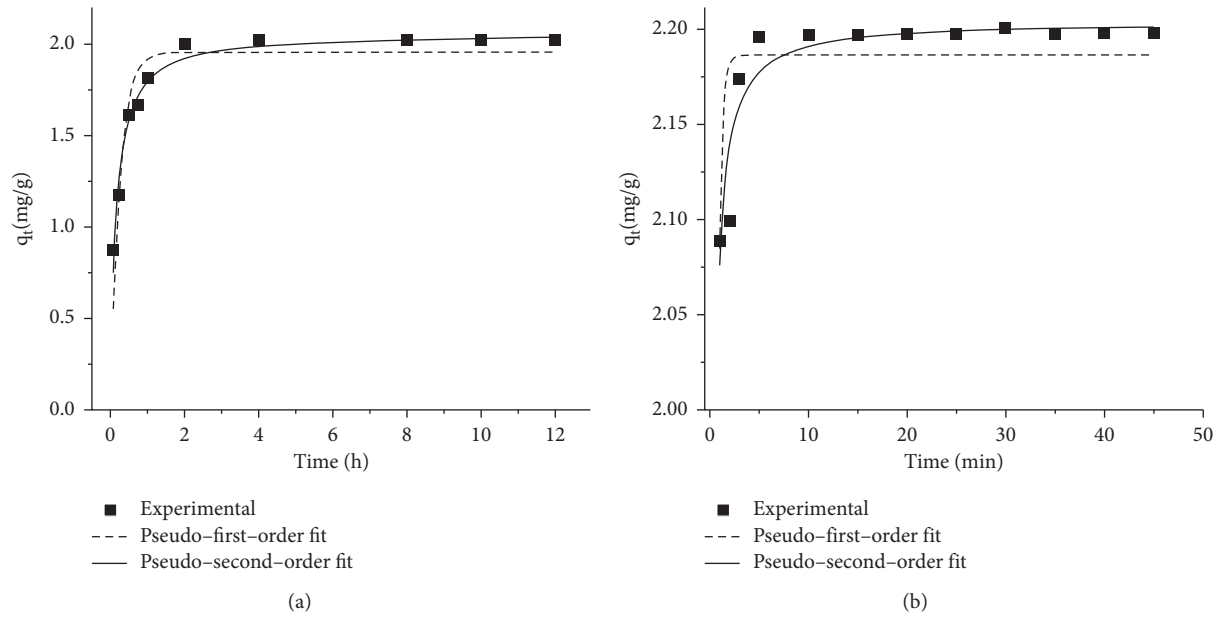 2.0
1.5
1.0
0.5
0.0
qt(mg/g)
0 2 4 6 8 10 12
Time (h)
Experimental
Pseudo–first–order fit
Pseudo–second–order fit
(a)
2.20
2.15
2.10
2.05
2.00
qt(mg/g)
0 10 20 30 40 50
Time (min)
Experimental
Pseudo–first–order fit
Pseudo–second–order fit
(b)